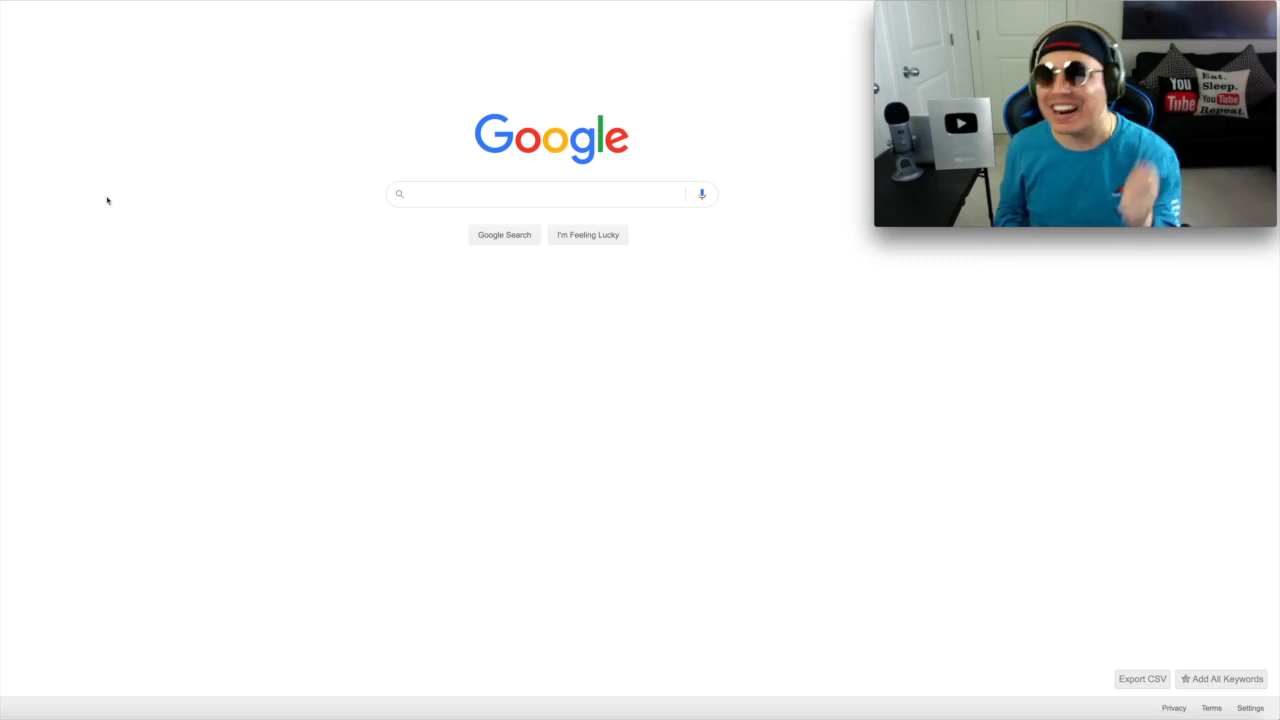 Google
Google Search
I'm Feeling Lucky
You
Tube
Eat.
Sleep.
YouTube
Repeat.
Export CSV
Add All Keywords
Privacy
Terms
Settings